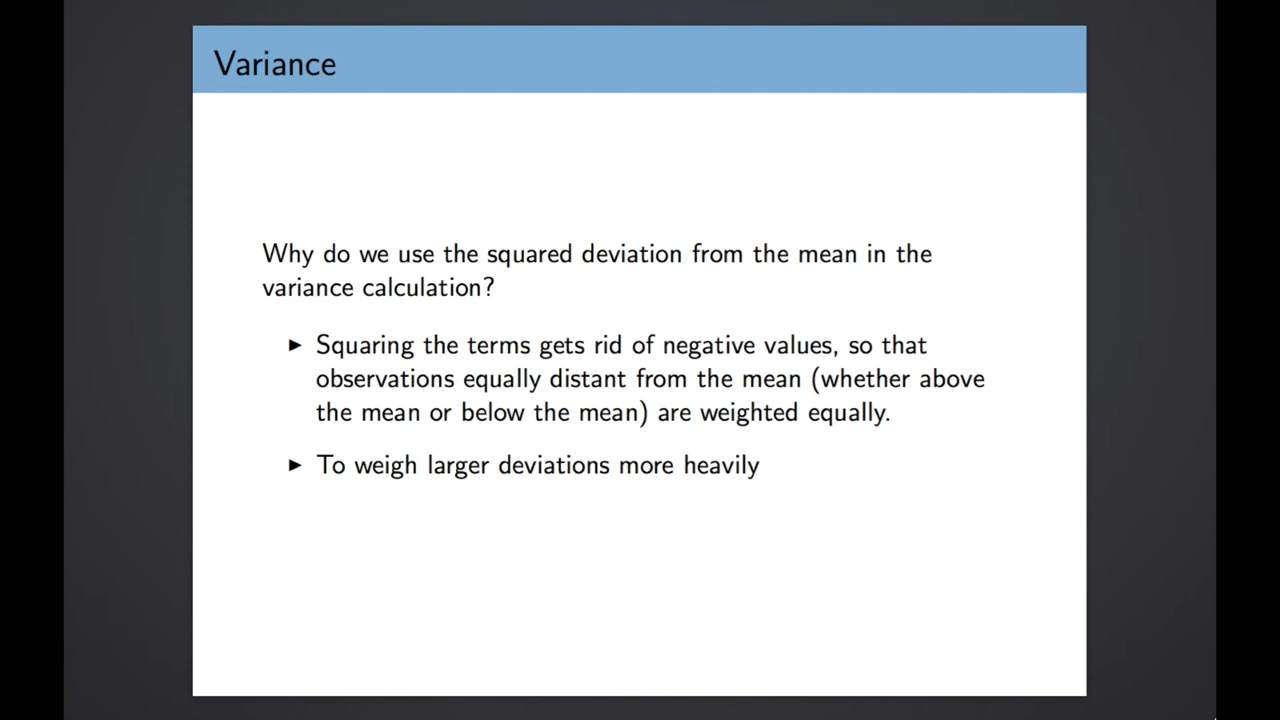 Variance
Why do we use the squared deviation from the mean in the
variance calculation?
▶ Squaring the terms gets rid of negative values, so that
observations equally distant from the mean (whether above
the mean or below the mean) are weighted equally.
▶ To weigh larger deviations more heavily